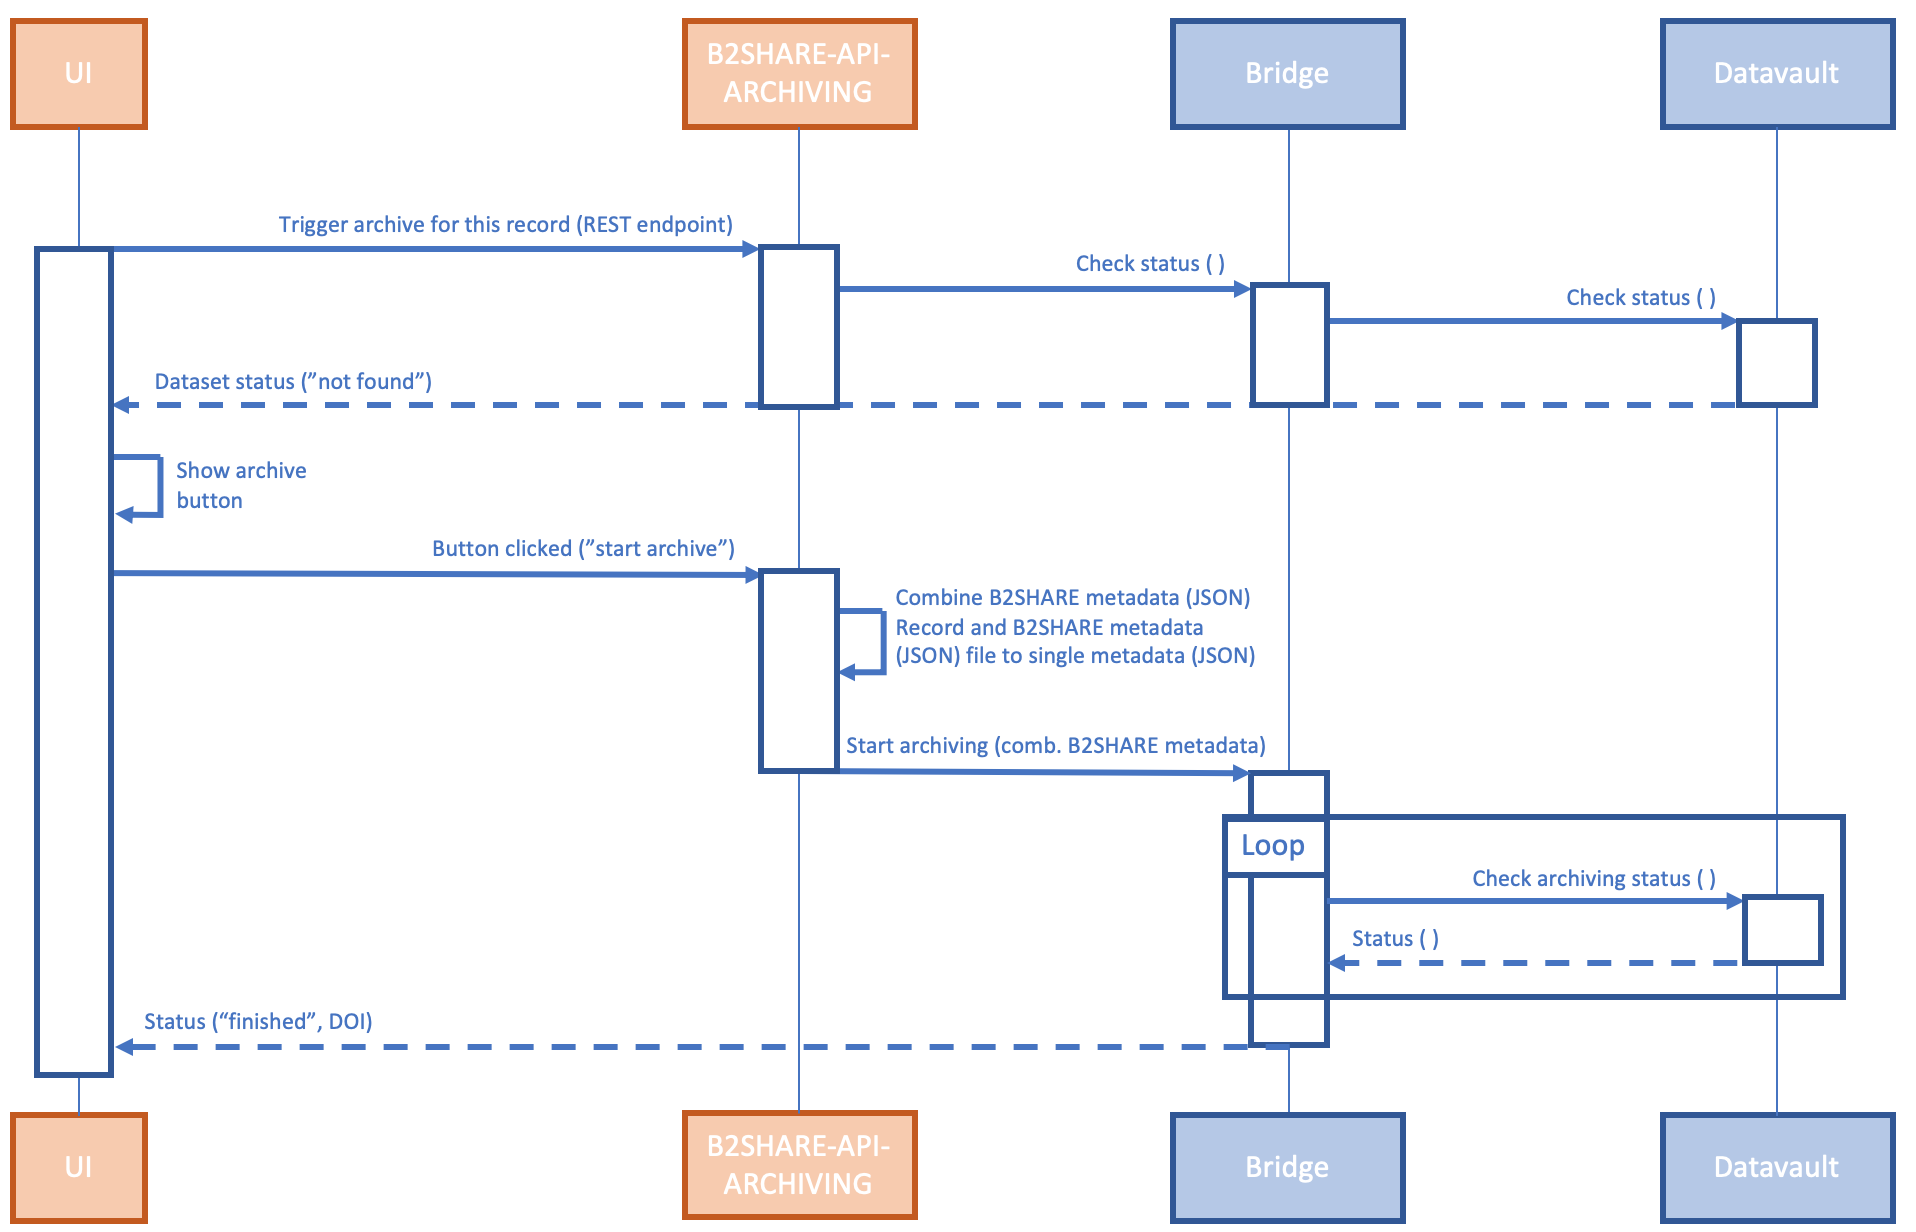 UI
B2SHARE-API-
ARCHIVING
Bridge
Datavault
Trigger archive for this record (REST endpoint)
Check status ( )
Check status ( )
Dataset status (”not found”)
Show archive
button
Button clicked (”start archive”)
Combine B2SHARE metadata (JSON)
Record and B2SHARE metadata
(JSON) file to single metadata (JSON)
Start archiving (comb. B2SHARE metadata)
Loop
Check archiving status ( )
Status ( )
Status (“finished”, DOI)
UI
B2SHARE-API-
ARCHIVING
Bridge
Datavault